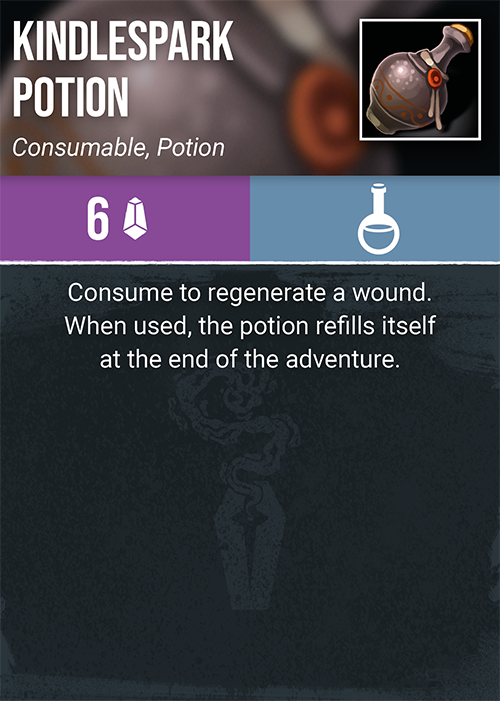 KINDLESPARK
POTION
Consumable, Potion
6
Consume to regenerate a wound.
When used, the potion refills itself
at the end of the adventure.